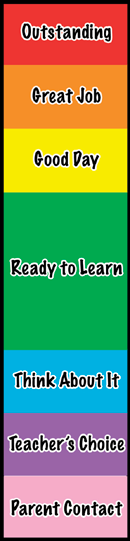 Outstanding
Great Job
Good Day
Ready to Learn
Think About It
Teacher's Choice
Parent Contact